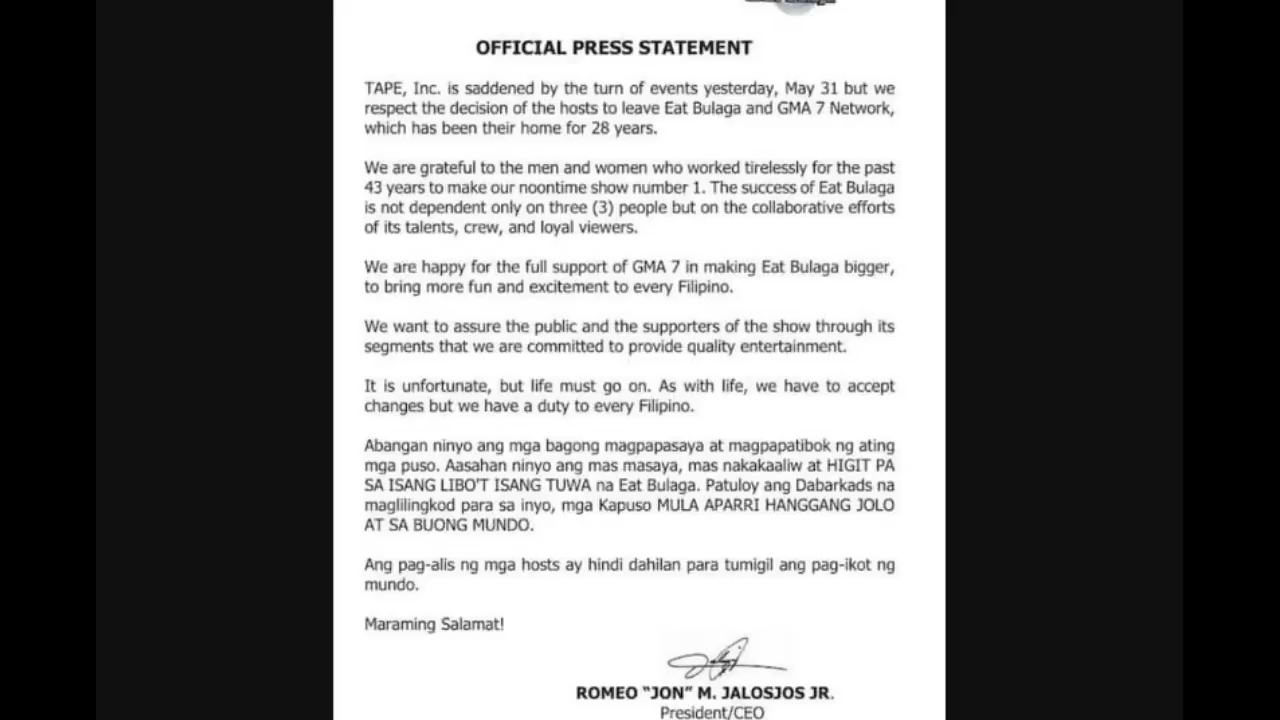 OFFICIAL PRESS STATEMENT
TAPE, Inc. is saddened by the turn of events yesterday, May 31 but we
respect the decision of the hosts to leave Eat Bulaga and GMA 7 Network,
which has been their home for 28 years.
We are grateful to the men and women who worked tirelessly for the past
43 years to make our noontime show number 1. The success of Eat Bulaga
is not dependent only on three (3) people but on the collaborative efforts
of its talents, crew, and loyal viewers.
We are happy for the full support of GMA 7 in making Eat Bulaga bigger,
to bring more fun and excitement to every Filipino.
We want to assure the public and the supporters of the show through its
segments that we are committed to provide quality entertainment.
It is unfortunate, but life must go on. As with life, we have to accept
changes but we have a duty to every Filipino.
Abangan ninyo ang mga bagong magpapasaya at magpapatibok ng ating
mga puso. Aasahan ninyo ang mas masaya, mas nakakaaliw at HIGIT PA
SA ISANG LIBO'T ISANG TUWA na Eat Bulaga. Patuloy ang Dabarkads na
maglilingkod para sa inyo, mga Kapuso MULA APARRI HANGGANG JOLO
AT SA BUONG MUNDO.
Ang pag-alis ng mga hosts ay hindi dahilan para tumigil ang pag-ikot ng
mundo.
Maraming Salamat!
ROMEO “JON” M. JALOSJOS JR.
President/CEO